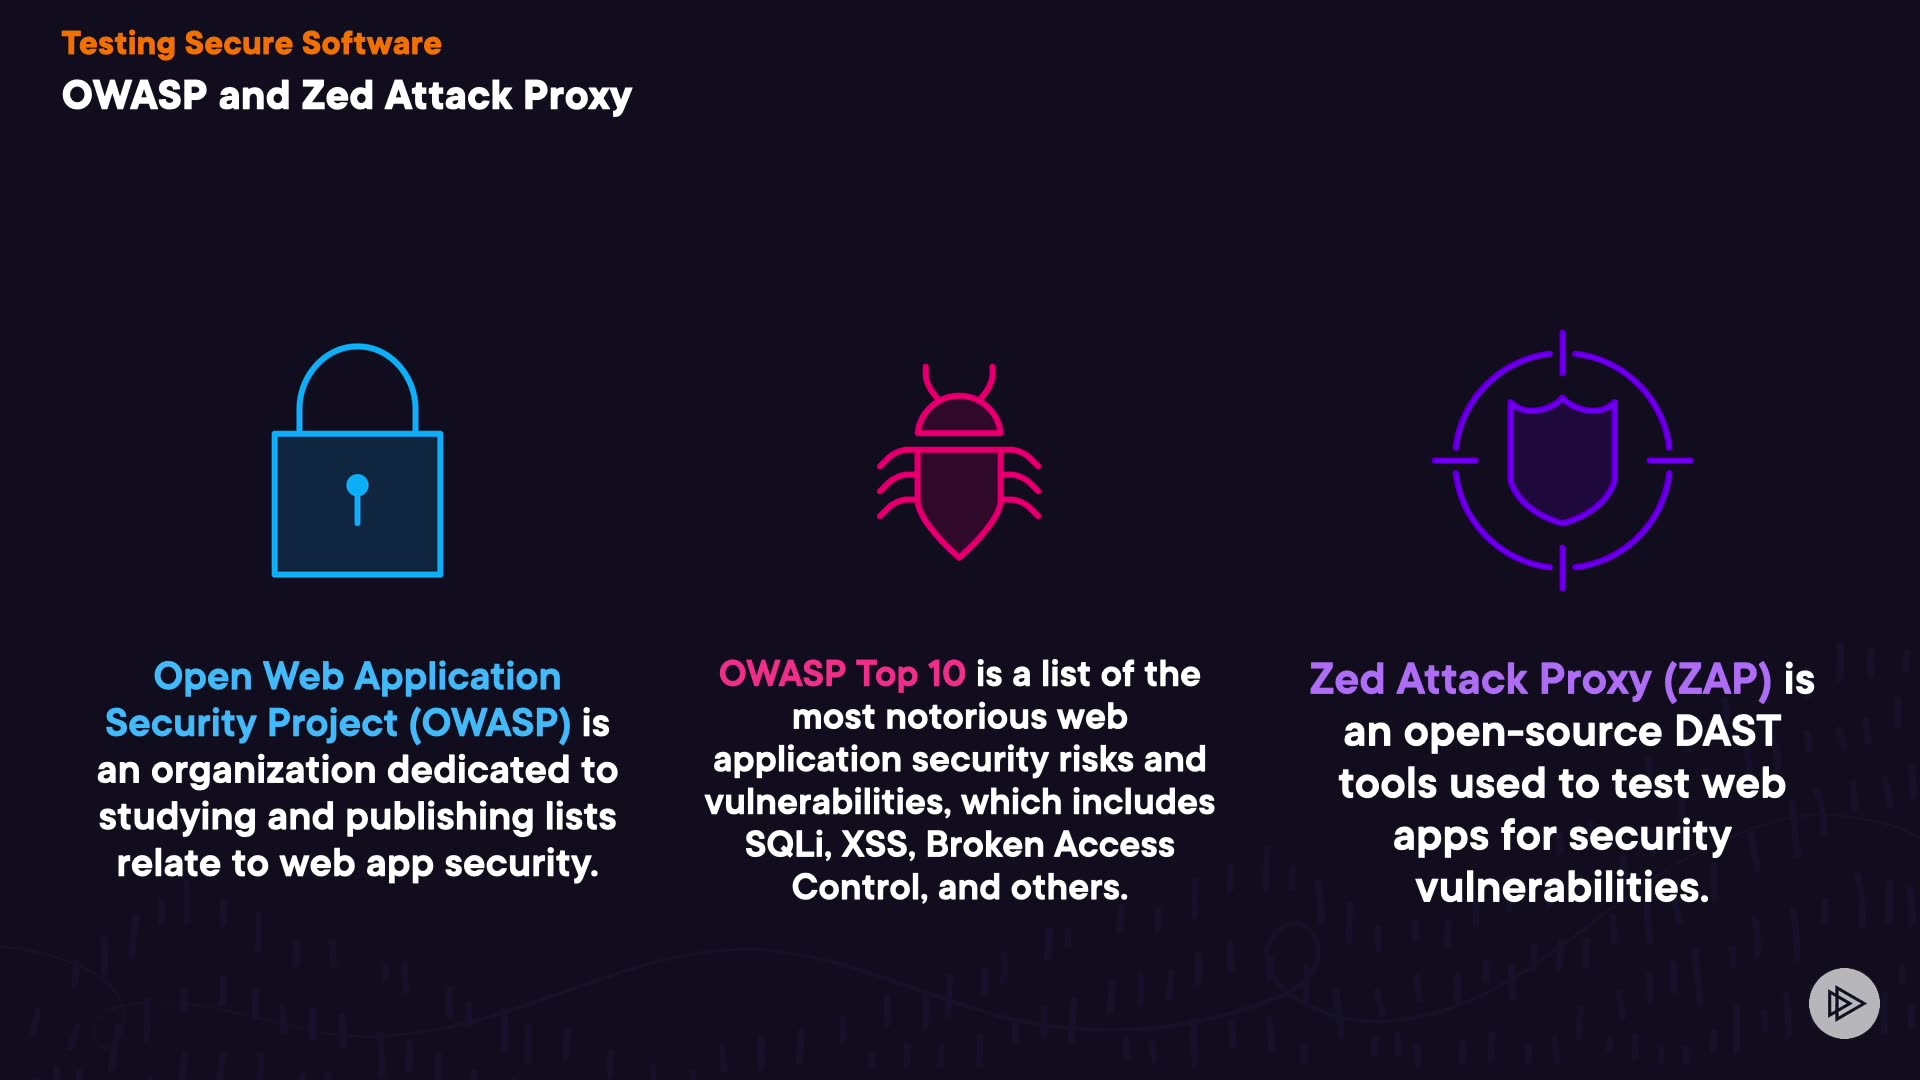 Testing Secure Software
OWASP and Zed Attack Proxy
Open Web Application
Security Project (OWASP) is
an organization dedicated to
studying and publishing lists
relate to web app security.
OWASP Top 10 is a list of the
most notorious web
application security risks and
vulnerabilities, which includes
SQLi, XSS, Broken Access
Control, and others.
Zed Attack Proxy (ZAP) is
an open-source DAST
tools used to test web
apps for security
vulnerabilities.